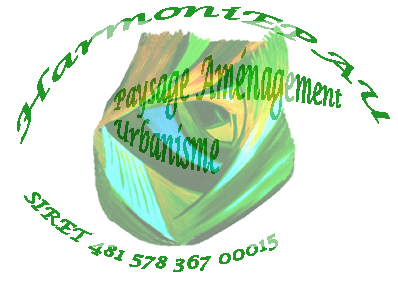 HarmoniEPAu
Paysage Aménagement
Urbanisme
SIRET 481 578 367 00015